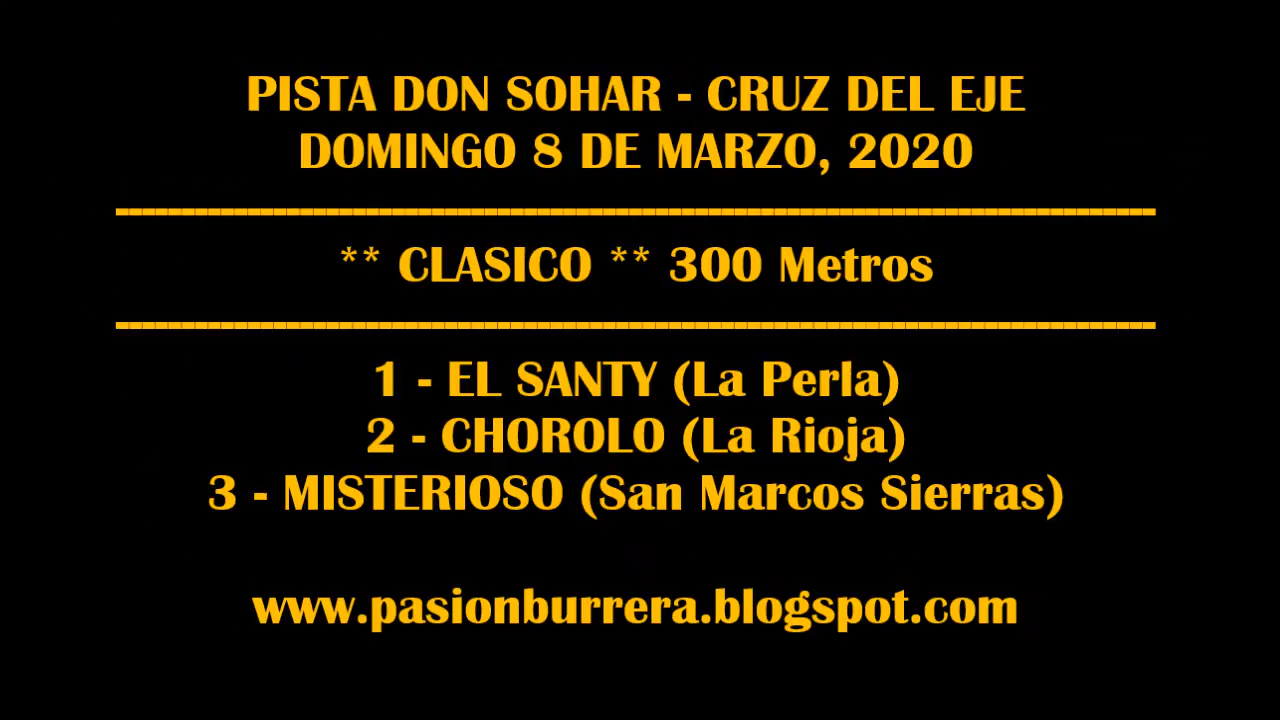 PISTA DON SOHAR - CRUZ DEL EJE
DOMINGO 8 DE MARZO, 2020
** CLASICO ** 300 Metros
1 - EL SANTY (La Perla)
2 - CHOROLO (La Rioja)
3 - MISTERIOSO (San Marcos Sierras)
www.pasionburrera.blogspot.com